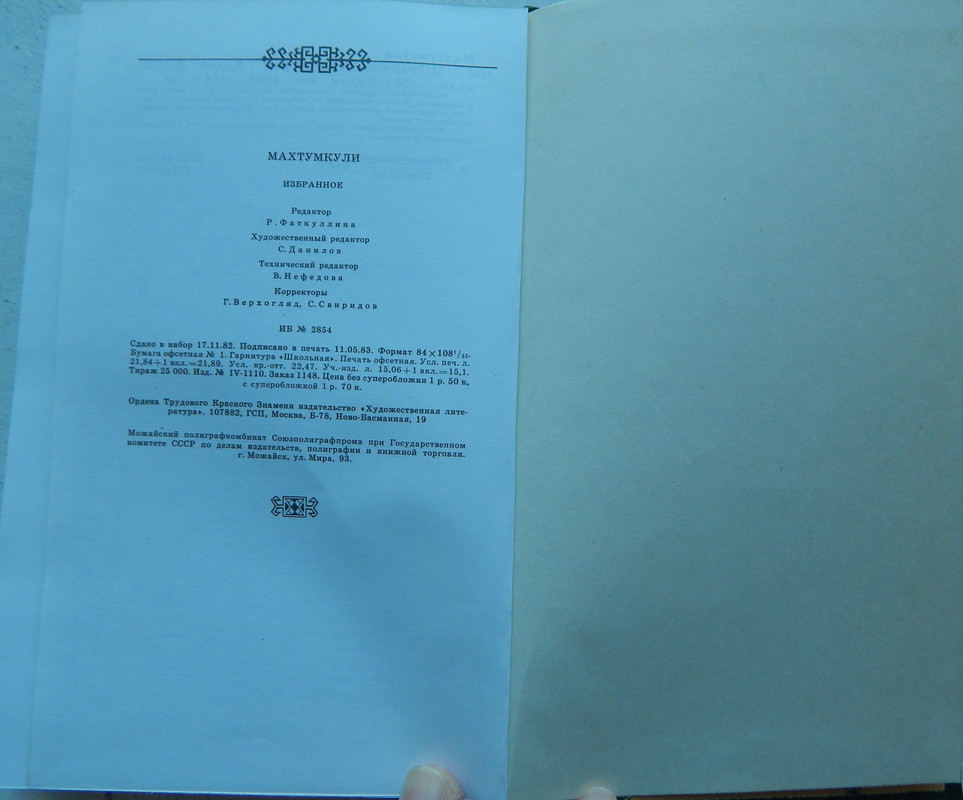 МАХТУМКУЛИ
ИЗБРАННОЕ
Редактор
Р. Фаткуллина
Художественный редактор
С. Данилов
Технический редактор
В. Нефедова
Корректоры
Г. Верхогляд, С. Свиридов
ИБ № 2854
Сдано в набор 17.11.82. Подписано в печать 11.05.83. Формат 84×108¹/₃₂.
Бумага офсетная № 1. Гарнитура «Школьная». Печать офсетная. Усл. печ. л.
21,84+1 вкл.=21,89. Усл. кр.-отт. 22,47. Уч.-изд. л. 15,06+1 вкл.=15,1.
Тираж 25 000. Изд. № IV-1110. Заказ 1148. Цена без суперобложки 1 р. 50 к,
с суперобложкой 1 р. 70 к.
Ордена Трудового Красного Знамени издательство «Художественная лите-
ратура». 107882, ГСП, Москва, Б-78, Ново-Басманная, 19
Можайский полиграфкомбинат Союзполиграфпрома при Государственном
комитете СССР по делам издательств, полиграфии и книжной торговли.
г. Можайск, ул. Мира, 93.